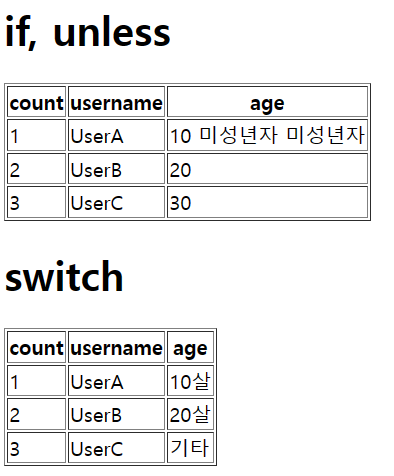 if, unless
count username age
1 UserA 10 미성년자 미성년자
2 UserB 20
3 UserC 30
switch
count username age
1 UserA 10살
2 UserB 20살
3 UserC 기타